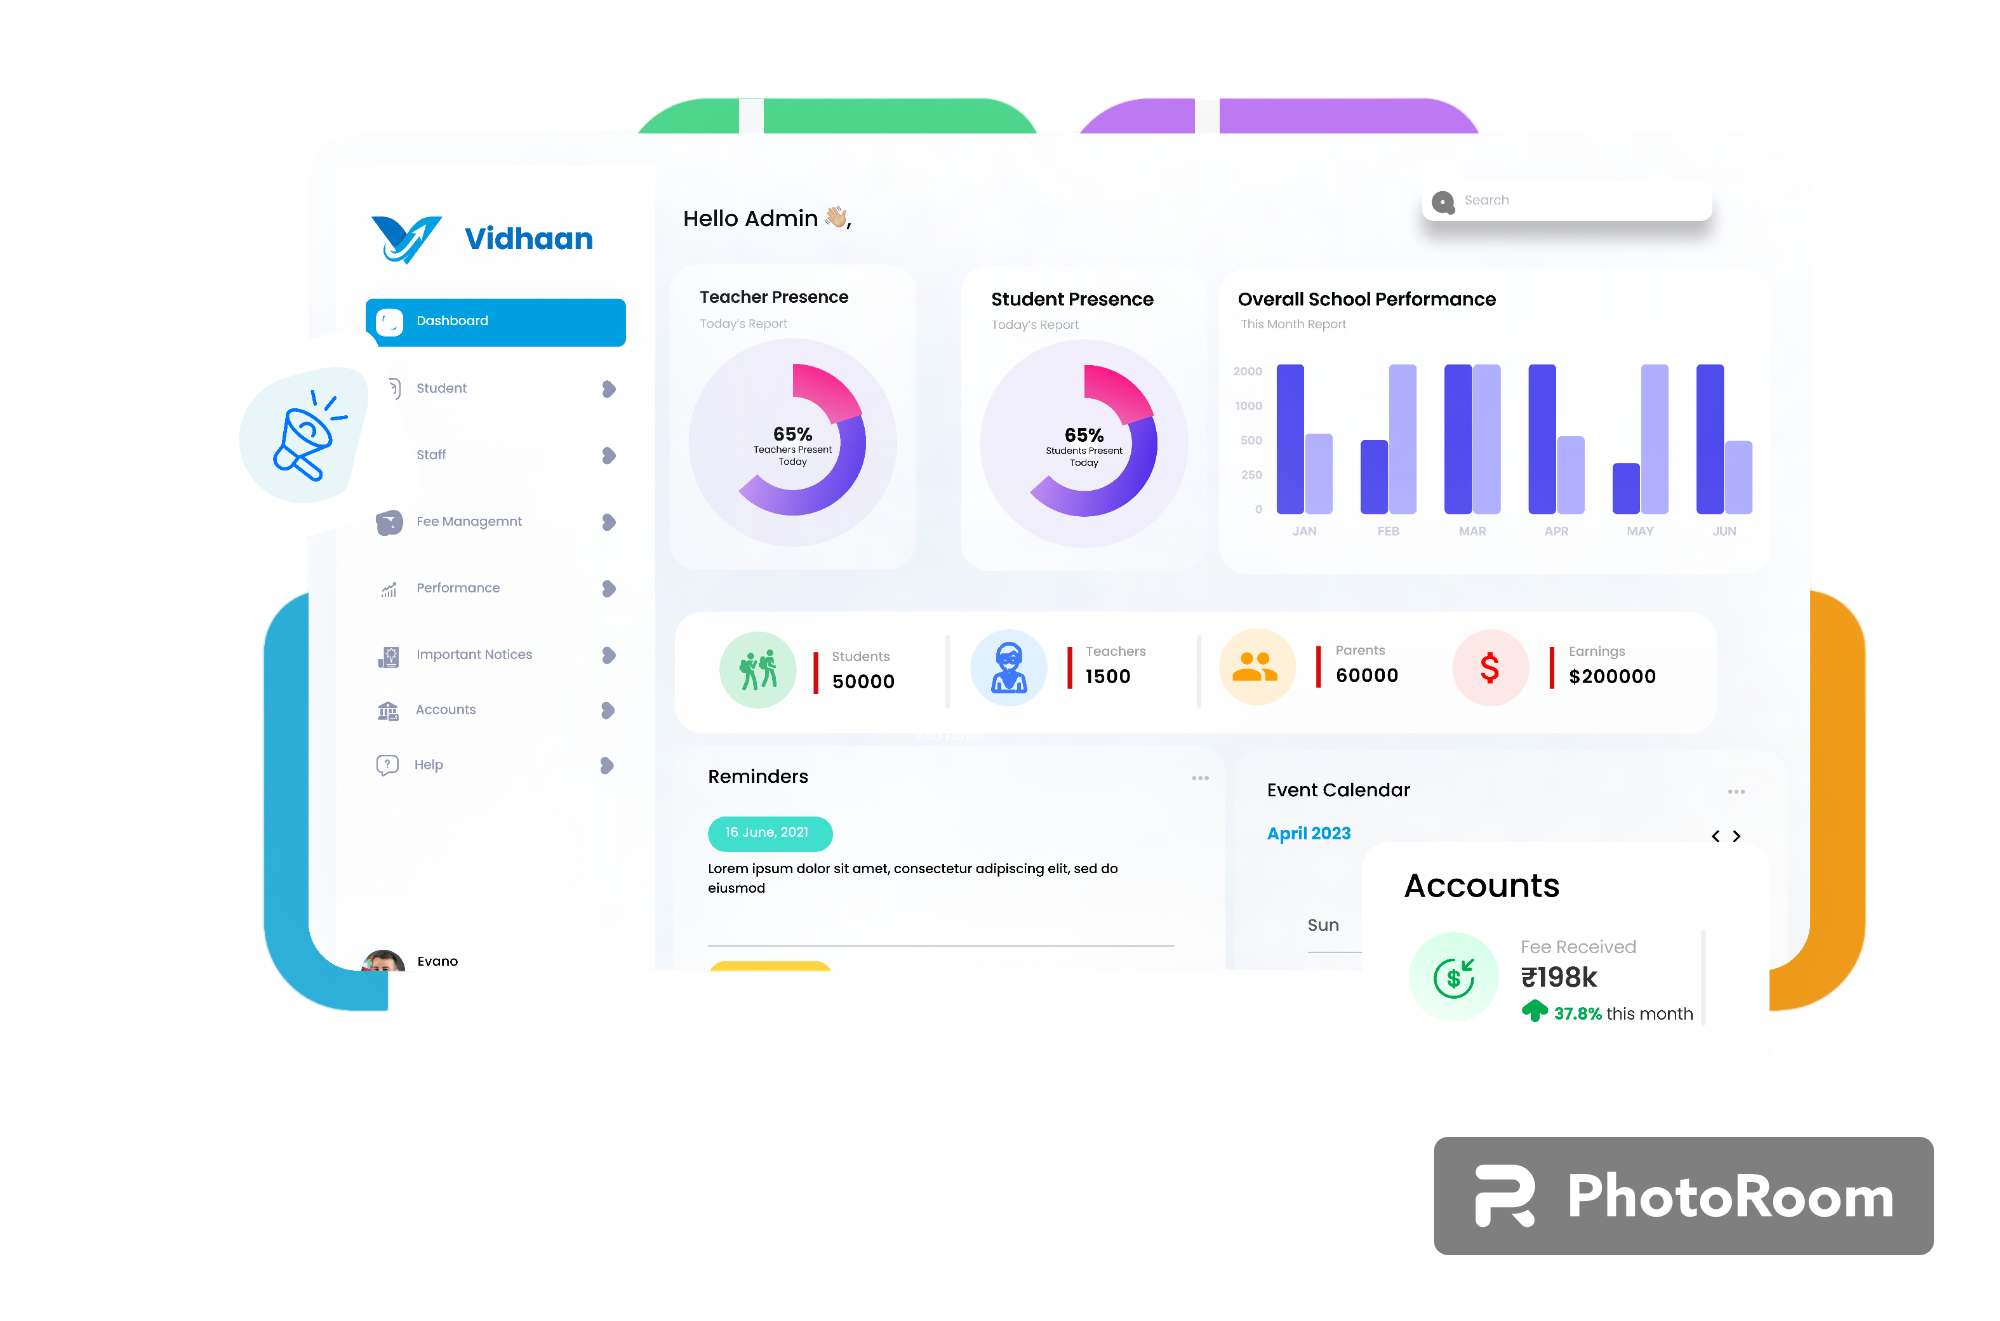 Vidhaan
Dashboard
Student
Staff
Fee Managemnt
Performance
Important Notices
Accounts
Help
Evano
Hello Admin 👋🏼,
Search
Teacher Presence
Today's Report
65%
Teachers Present
Today
Student Presence
Today's Report
65%
Students Present
Today
Overall School Performance
This Month Report
2000
1000
500
250
0
JAN FEB MAR APR MAY JUN
Students
50000
Teachers
1500
Parents
60000
Earnings
$200000
Reminders
16 June, 2021
Lorem ipsum dolor sit amet, consectetur adipiscing elit, sed do
eiusmod
Event Calendar
April 2023
Sun
Accounts
Fee Received
₹198k
37.8% this month
PhotoRoom